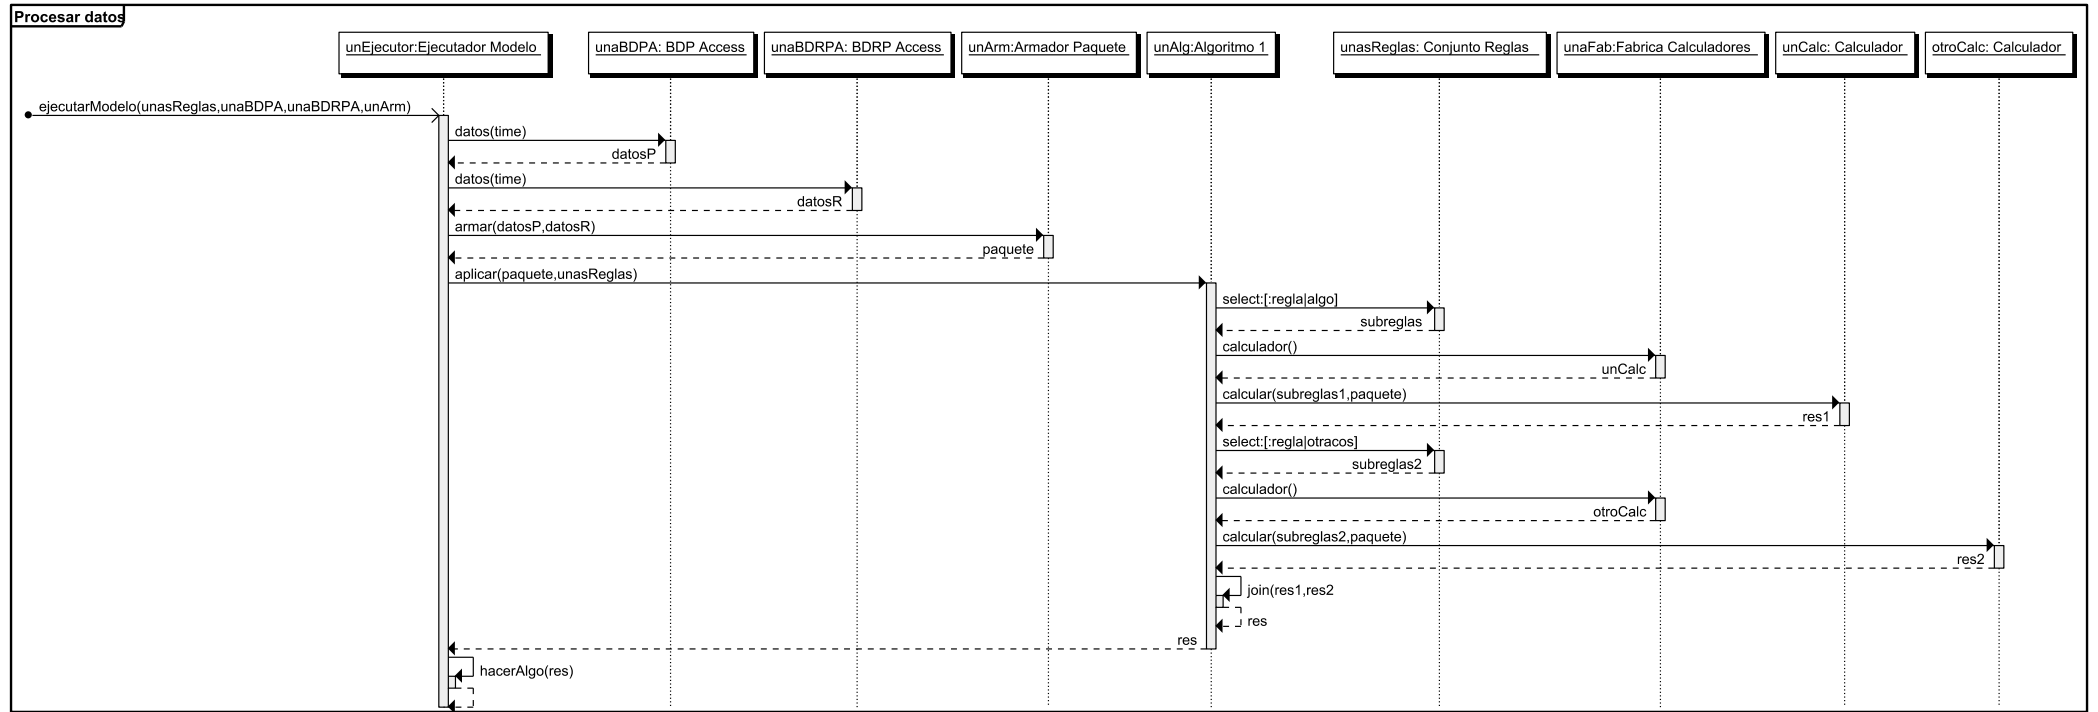 Procesar datos
unEjecutor:Ejecutador Modelo
unaBDPA: BDP Access
unaBDRPA: BDRP Access
unArm:Armador Paquete
unAlg:Algoritmo 1
unasReglas: Conjunto Reglas
unaFab:Fabrica Calculadores
unCalc: Calculador
otroCalc: Calculador
ejecutarModelo(unasReglas,unaBDPA,unaBDRPA,unArm)
datos(time)
datosP
datos(time)
datosR
armar(datosP,datosR)
paquete
aplicar(paquete,unasReglas)
select:[:regla|algo]
subreglas
calculador()
unCalc
calcular(subreglas1,paquete)
res1
select:[:regla|otracos]
subreglas2
calculador()
otroCalc
calcular(subreglas2,paquete)
res2
join(res1,res2
res
res
hacerAlgo(res)